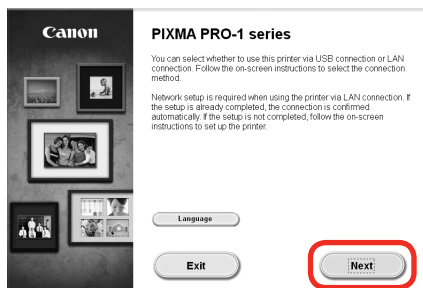 Canon
PIXMA PRO-1 series
You can select whether to use this printer via USB connection or LAN
connection. Follow the on-screen instructions to select the connection
method.
Network setup is required when using the printer via LAN connection. If
the setup is already completed, the connection is confirmed
automatically. If the setup is not completed, follow the on-screen
instructions to set up the printer.
Language
Exit
Next